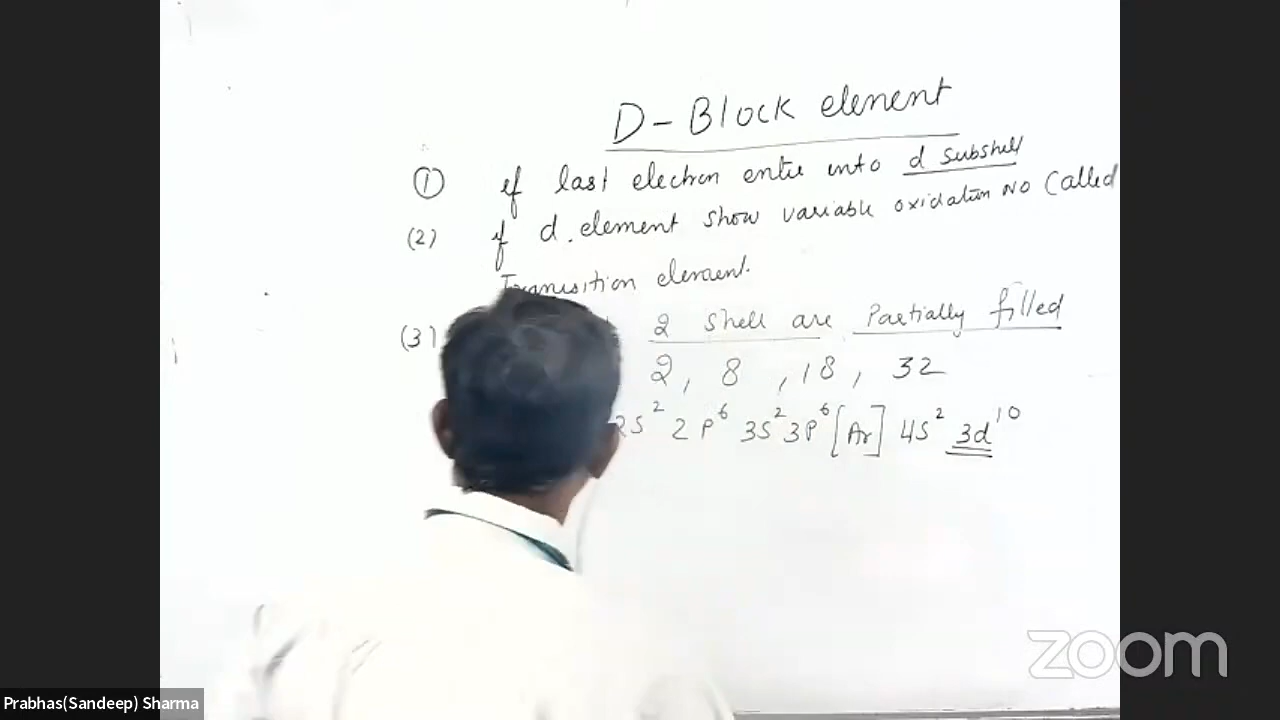 D-Block element
① if last electron entre into d subshell
(2) if d. element show variable oxidation NO Called
Transition element.
(3) 2 shell are Partially filled
2, 8, 18, 32
2s² 2P⁶ 3s² 3P⁶ [Ar] 4s² 3d¹⁰
zoom
Prabhas(Sandeep) Sharma